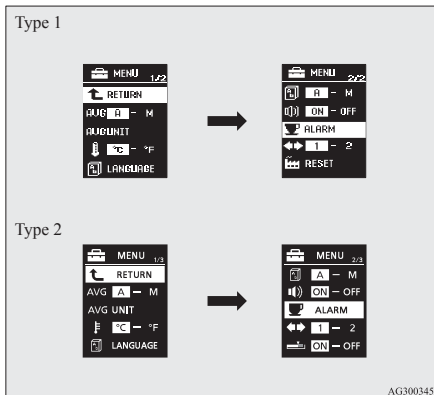 Type 1
MENU 1/2
RETURN
AVG A – M
AVG UNIT
°C – °F
LANGUAGE
MENU 2/2
A – M
ON – OFF
ALARM
1 – 2
RESET
Type 2
MENU 1/3
RETURN
AVG A – M
AVG UNIT
°C – °F
LANGUAGE
MENU 2/3
A – M
ON – OFF
ALARM
1 – 2
ON – OFF
AG300345